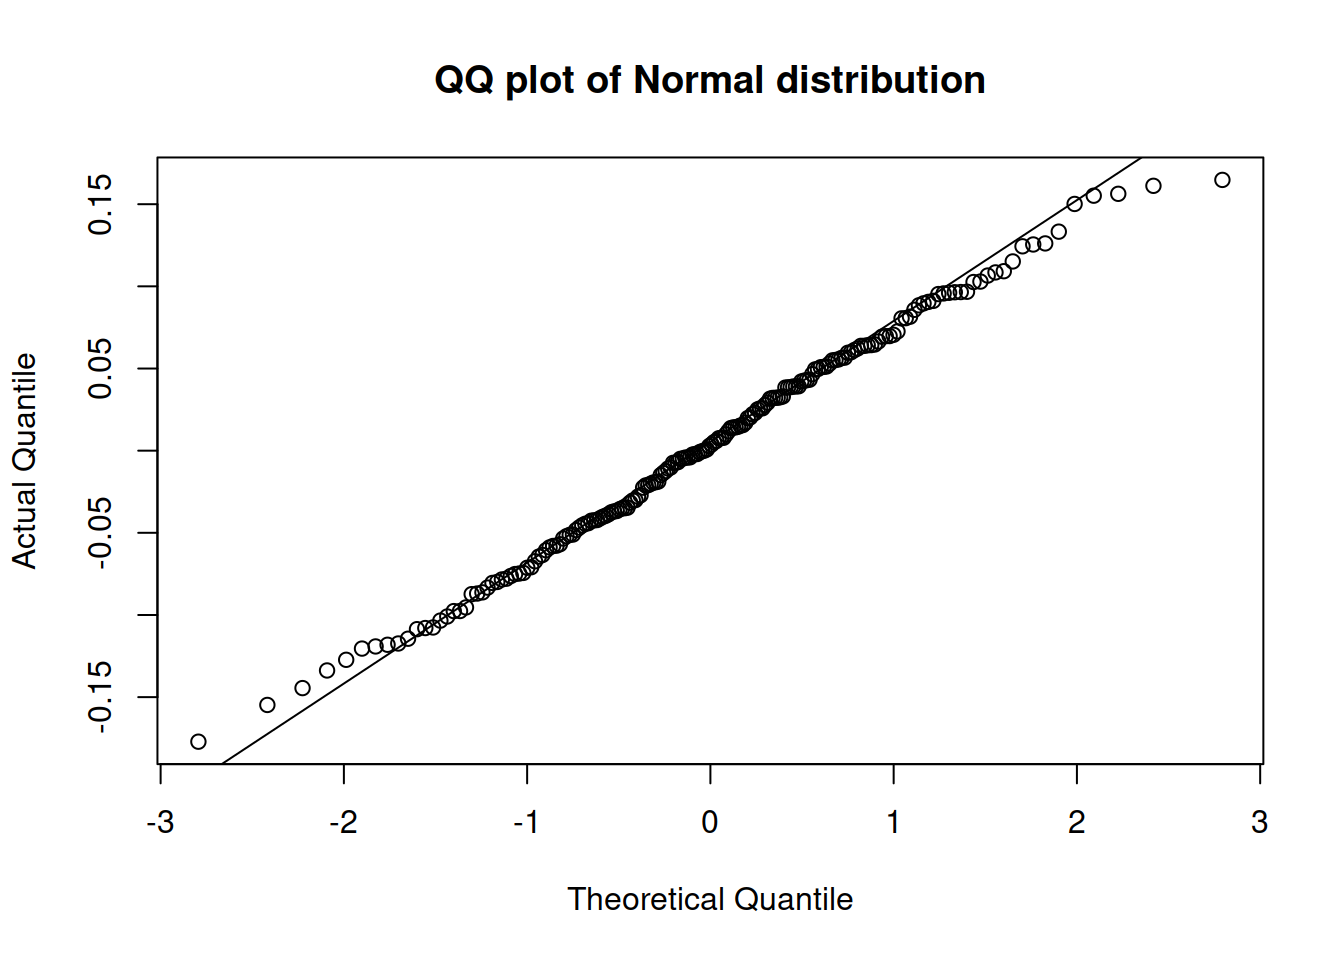 QQ plot of Normal distribution
Actual Quantile
0.15
0.05
-0.05
-0.15
-3 -2 -1 0 1 2 3
Theoretical Quantile